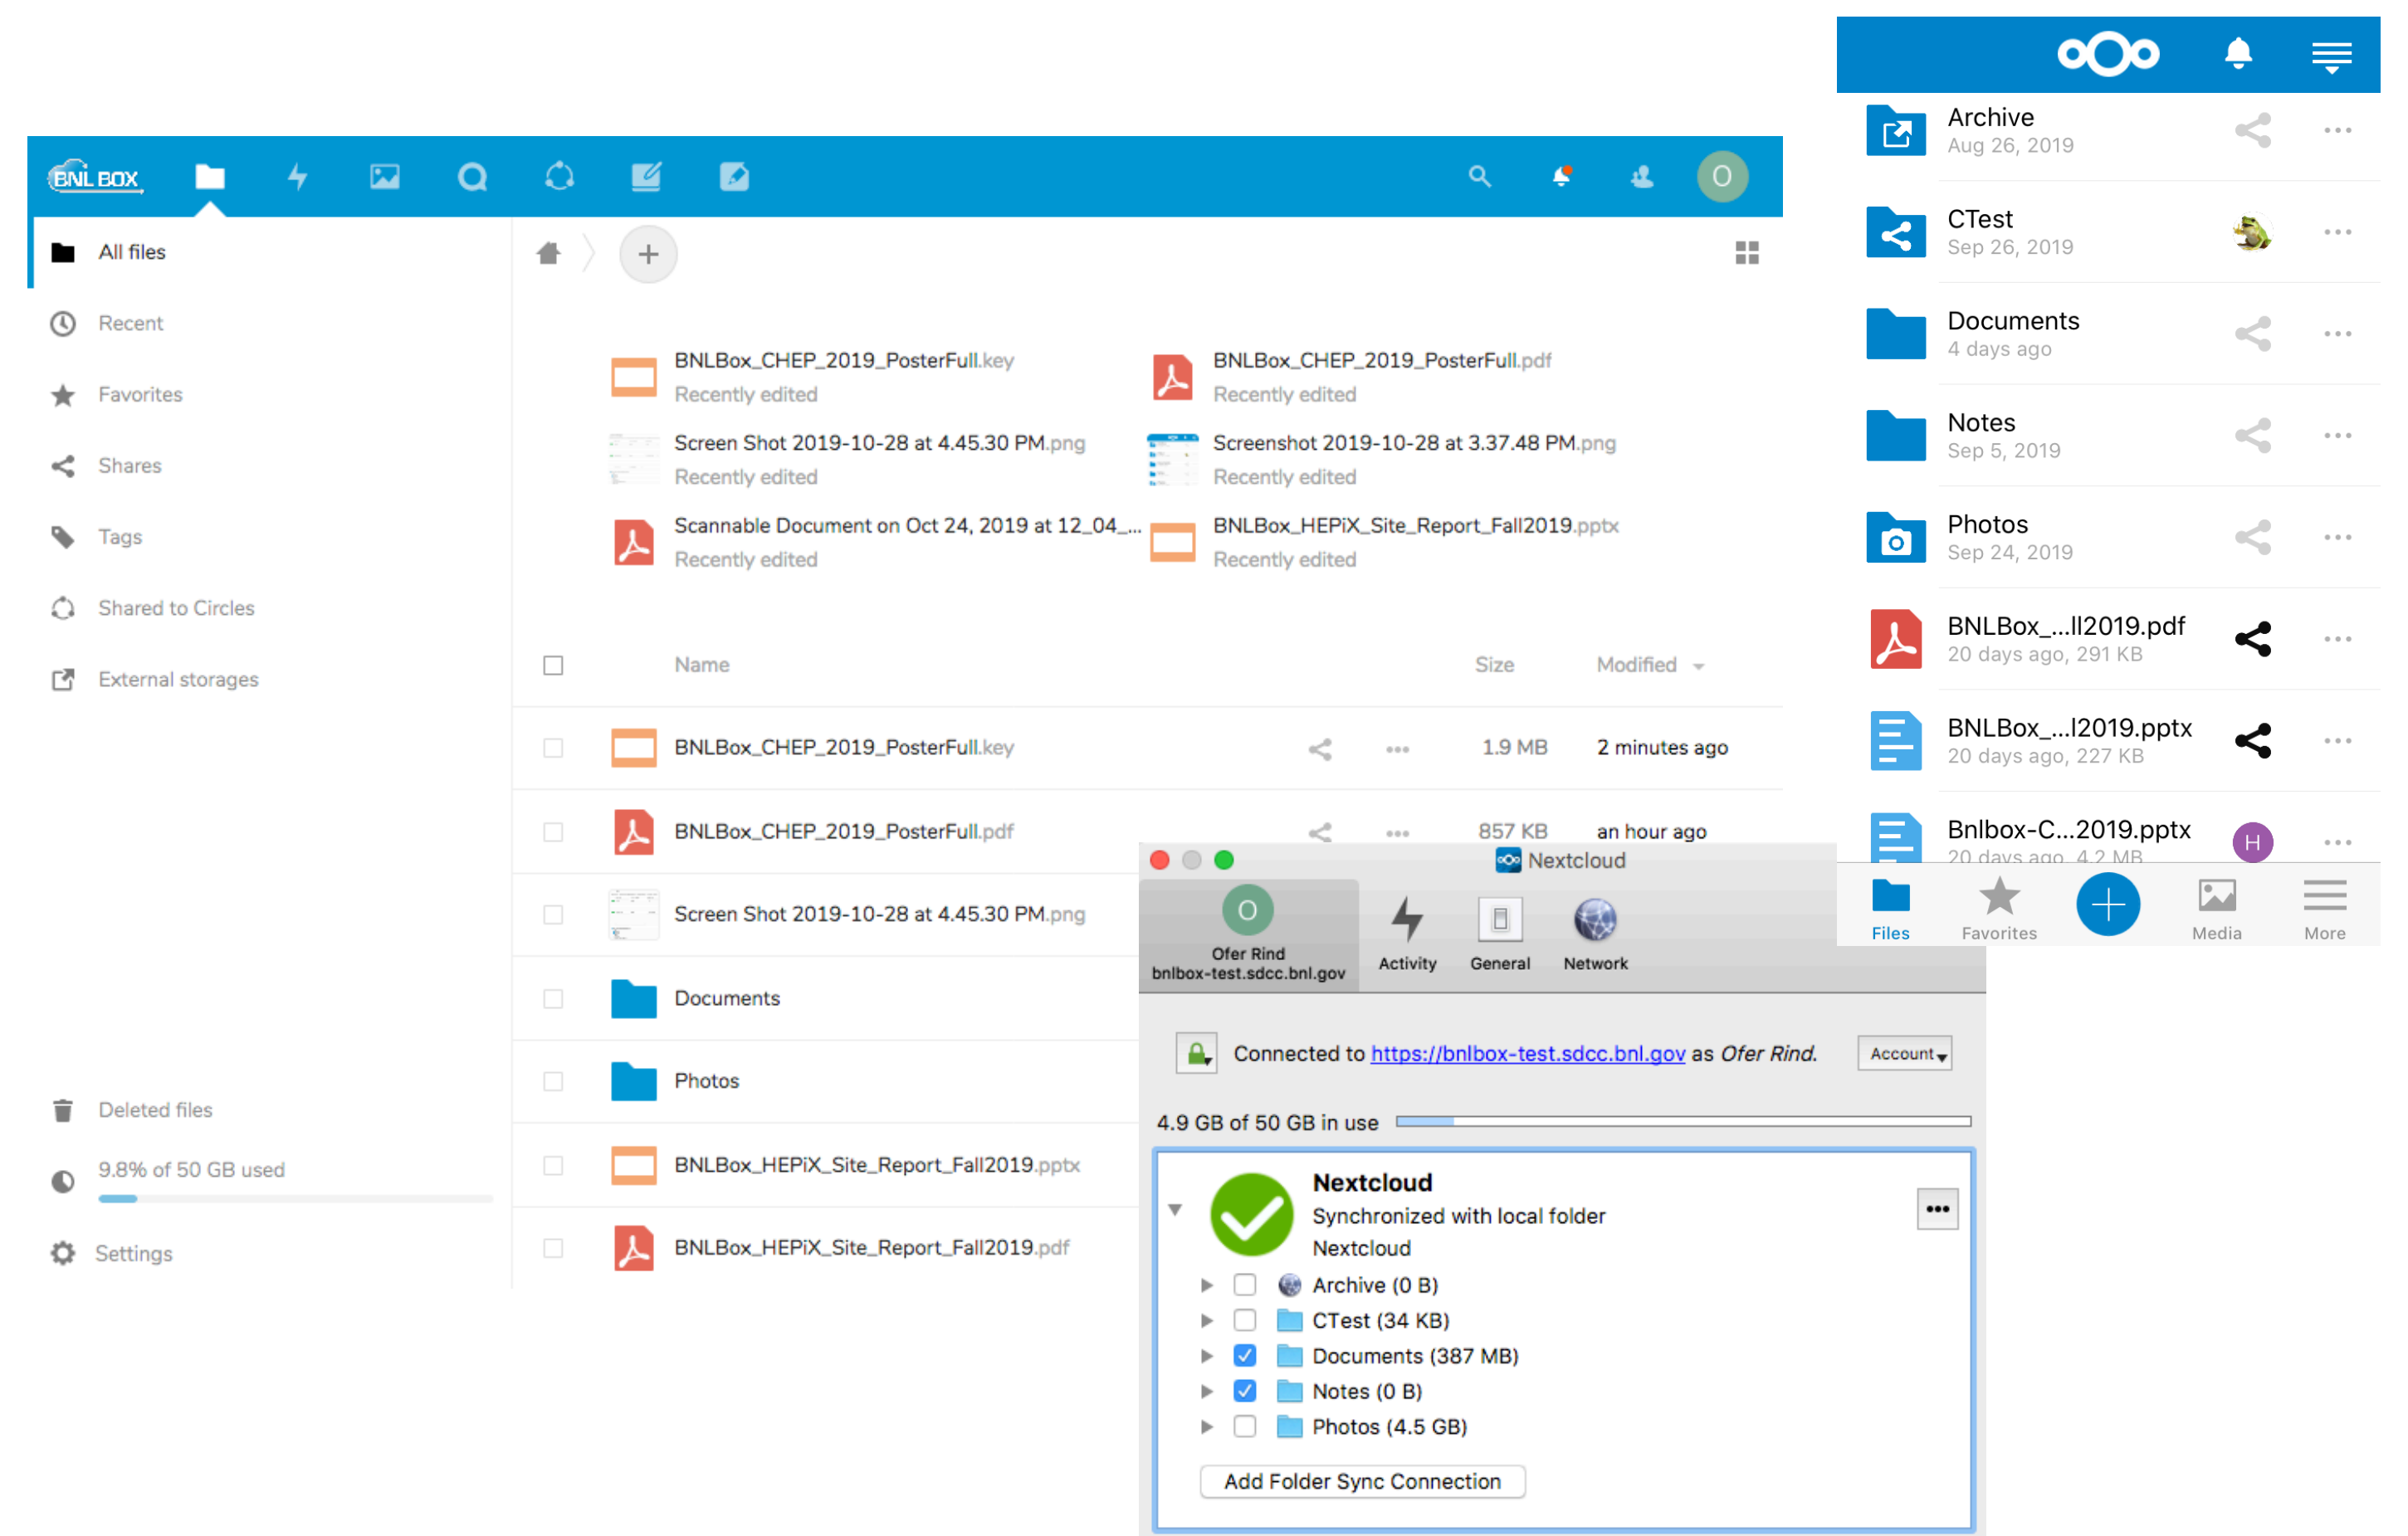 BNL BOX
O
All files
Recent
Favorites
Shares
Tags
Shared to Circles
External storages
Deleted files
9.8% of 50 GB used
Settings
BNLBox_CHEP_2019_PosterFull.key
Recently edited
BNLBox_CHEP_2019_PosterFull.pdf
Recently edited
Screen Shot 2019-10-28 at 4.45.30 PM.png
Recently edited
Screenshot 2019-10-28 at 3.37.48 PM.png
Recently edited
Scannable Document on Oct 24, 2019 at 12_04_...
Recently edited
BNLBox_HEPiX_Site_Report_Fall2019.pptx
Recently edited
Name Size Modified
BNLBox_CHEP_2019_PosterFull.key 1.9 MB 2 minutes ago
BNLBox_CHEP_2019_PosterFull.pdf 857 KB an hour ago
Screen Shot 2019-10-28 at 4.45.30 PM.png
Documents
Photos
BNLBox_HEPiX_Site_Report_Fall2019.pptx
BNLBox_HEPiX_Site_Report_Fall2019.pdf
Nextcloud
O
Ofer Rind
bnlbox-test.sdcc.bnl.gov
Activity
General
Network
Connected to https://bnlbox-test.sdcc.bnl.gov as Ofer Rind.
Account
4.9 GB of 50 GB in use
Nextcloud
Synchronized with local folder
Nextcloud
Archive (0 B)
CTest (34 KB)
Documents (387 MB)
Notes (0 B)
Photos (4.5 GB)
Add Folder Sync Connection
Archive
Aug 26, 2019
CTest
Sep 26, 2019
Documents
4 days ago
Notes
Sep 5, 2019
Photos
Sep 24, 2019
BNLBox_...ll2019.pdf
20 days ago, 291 KB
BNLBox_...l2019.pptx
20 days ago, 227 KB
Bnlbox-C...2019.pptx
20 days ago, 4.2 MB
H
Files
Favorites
Media
More